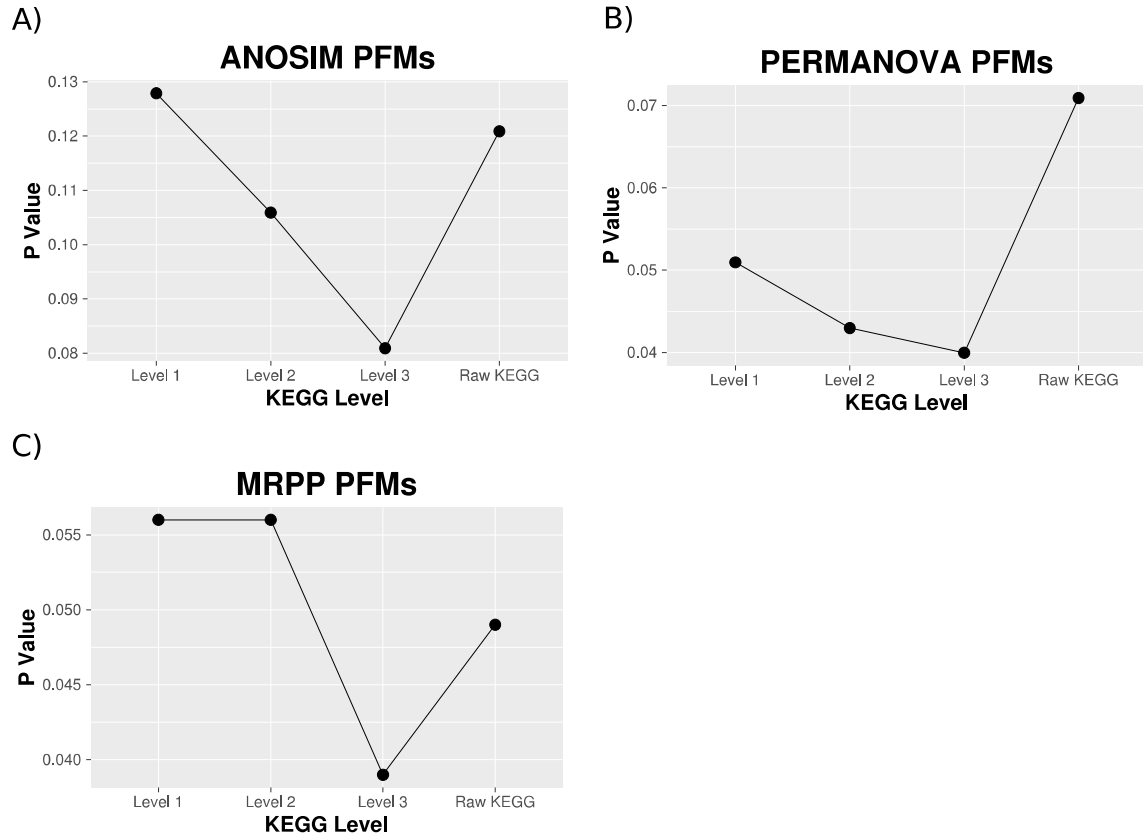 A)
ANOSIM PFMs
P Value
0.13
0.12
0.11
0.10
0.09
0.08
Level 1 Level 2 Level 3 Raw KEGG
KEGG Level
B)
PERMANOVA PFMs
P Value
0.07
0.06
0.05
0.04
Level 1 Level 2 Level 3 Raw KEGG
KEGG Level
C)
MRPP PFMs
P Value
0.055
0.050
0.045
0.040
Level 1 Level 2 Level 3 Raw KEGG
KEGG Level